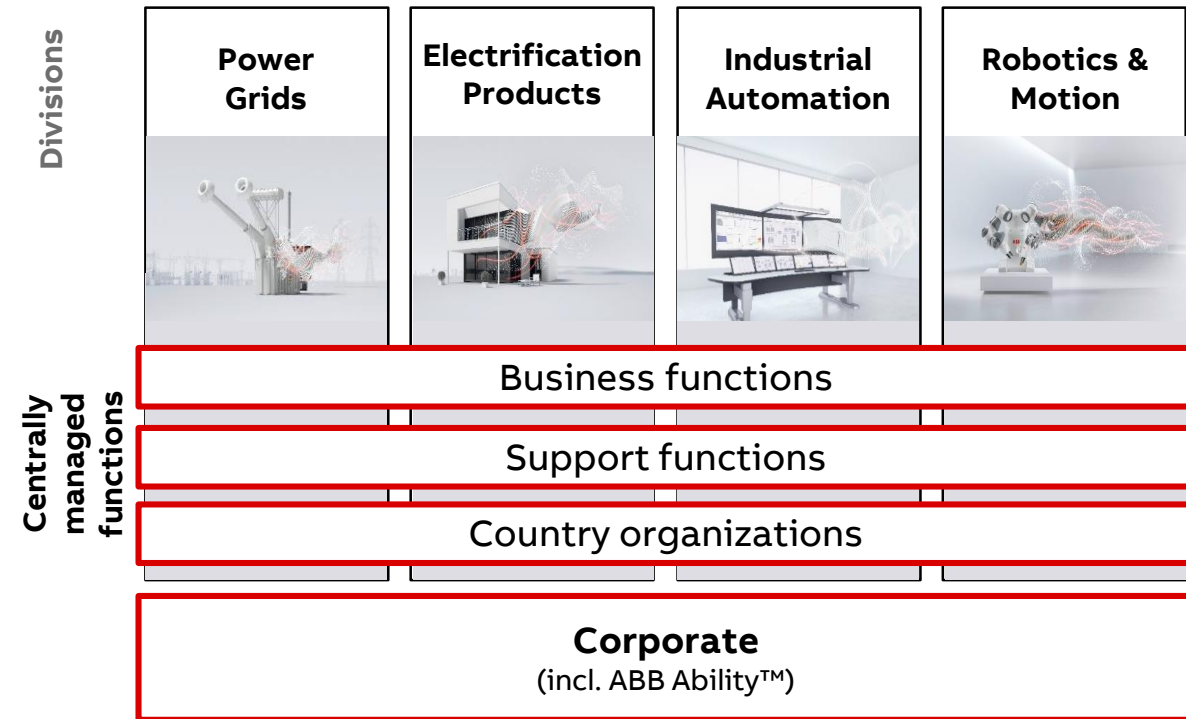 Divisions
Power
Grids
Electrification
Products
Industrial
Automation
Robotics &
Motion
Centrally
managed
functions
Business functions
Support functions
Country organizations
Corporate
(incl. ABB Ability™)